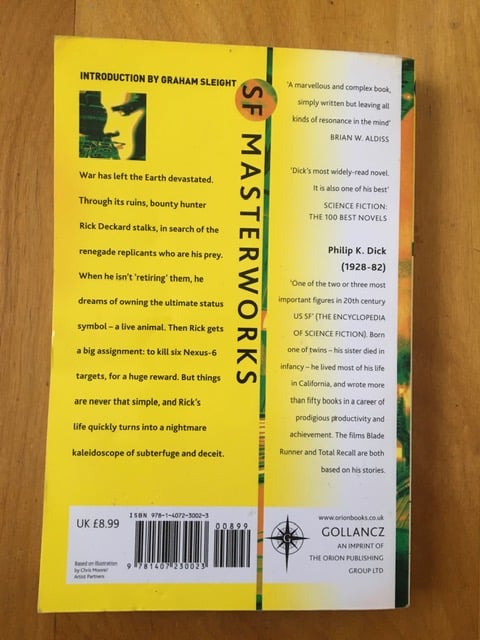 INTRODUCTION BY GRAHAM SLEIGHT
War has left the Earth devastated.
Through its ruins, bounty hunter
Rick Deckard stalks, in search of the
renegade replicants who are his prey.
When he isn't 'retiring' them, he
dreams of owning the ultimate status
symbol – a live animal. Then Rick gets
a big assignment: to kill six Nexus-6
targets, for a huge reward. But things
are never that simple, and Rick's
life quickly turns into a nightmare
kaleidoscope of subterfuge and deceit.
UK £8.99
ISBN 978-1-4072-3002-3
00899
9 781407 230023
Based on illustration
by Chris Moore/
Artist Partners
SF MASTERWORKS
'A marvellous and complex book,
simply written but leaving all
kinds of resonance in the mind'
BRIAN W. ALDISS
'Dick's most widely-read novel.
It is also one of his best'
SCIENCE FICTION:
THE 100 BEST NOVELS
Philip K. Dick
(1928-82)
'One of the two or three most
important figures in 20th century
US SF' (THE ENCYCLOPEDIA
OF SCIENCE FICTION). Born
one of twins – his sister died in
infancy – he lived most of his life
in California, and wrote more
than fifty books in a career of
prodigious productivity and
achievement. The films Blade
Runner and Total Recall are both
based on his stories.
www.orionbooks.co.uk
G
GOLLANCZ
AN IMPRINT OF
THE ORION PUBLISHING
GROUP LTD